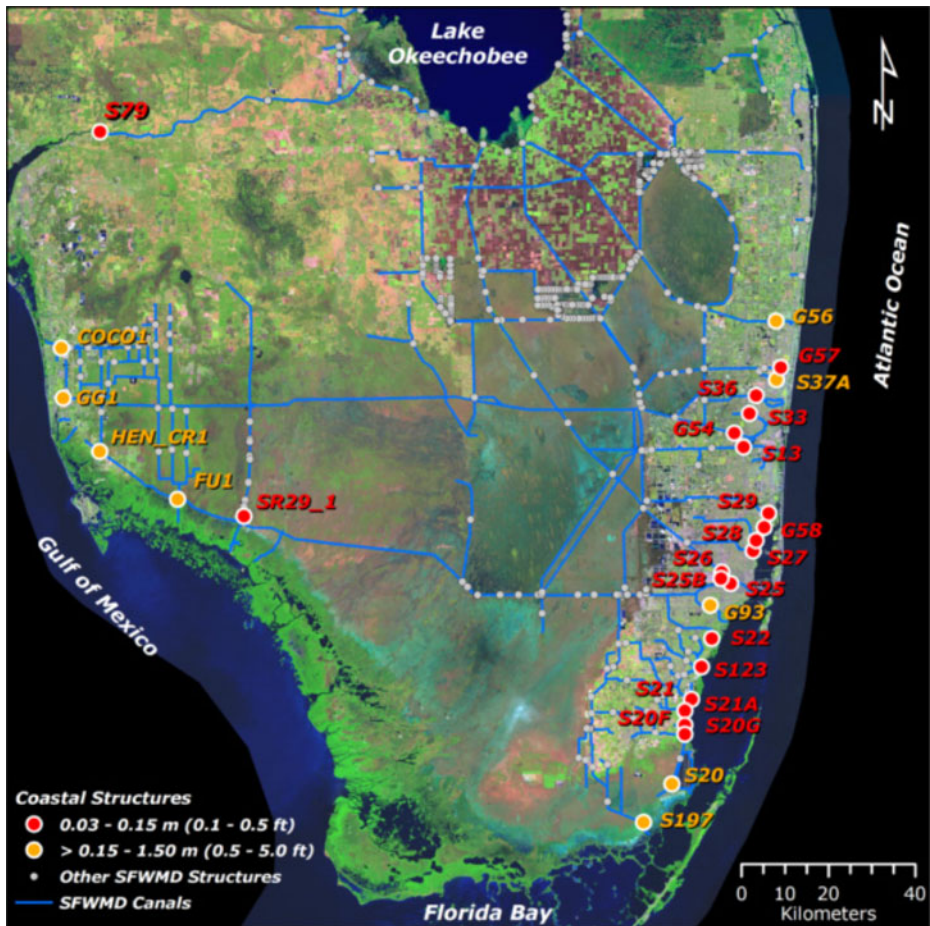 Lake
Okeechobee
S79
N
Atlantic Ocean
G56
COCO1
G57
S37A
S36
GG1
S33
G54
HEN_CR1
S13
FU1
SR29_1
S29
S28
G58
S27
S26
S25B
S25
G93
Gulf of Mexico
S22
S123
S21
S21A
S20F
S20G
S20
S197
Coastal Structures
0.03 - 0.15 m (0.1 - 0.5 ft)
> 0.15 - 1.50 m (0.5 - 5.0 ft)
Other SFWMD Structures
SFWMD Canals
Florida Bay
0 10 20 40
Kilometers